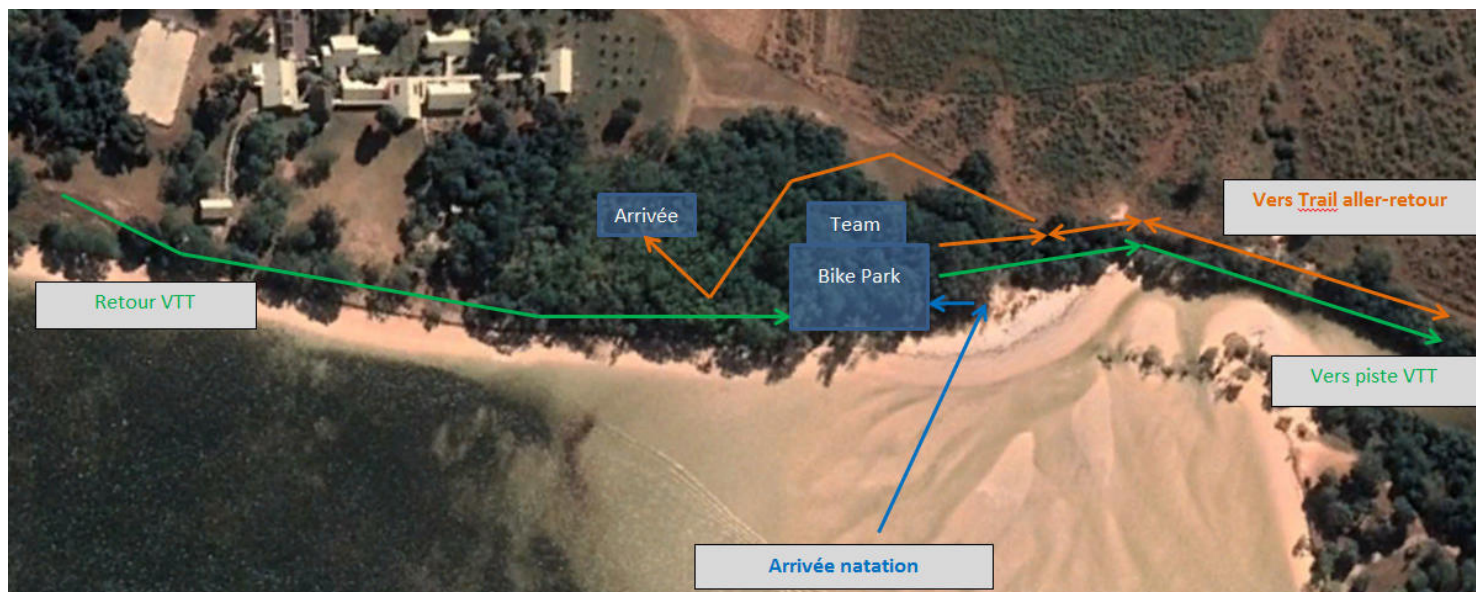 Vers Trail aller-retour
Arrivée
Team
Bike Park
Retour VTT
Vers piste VTT
Arrivée natation